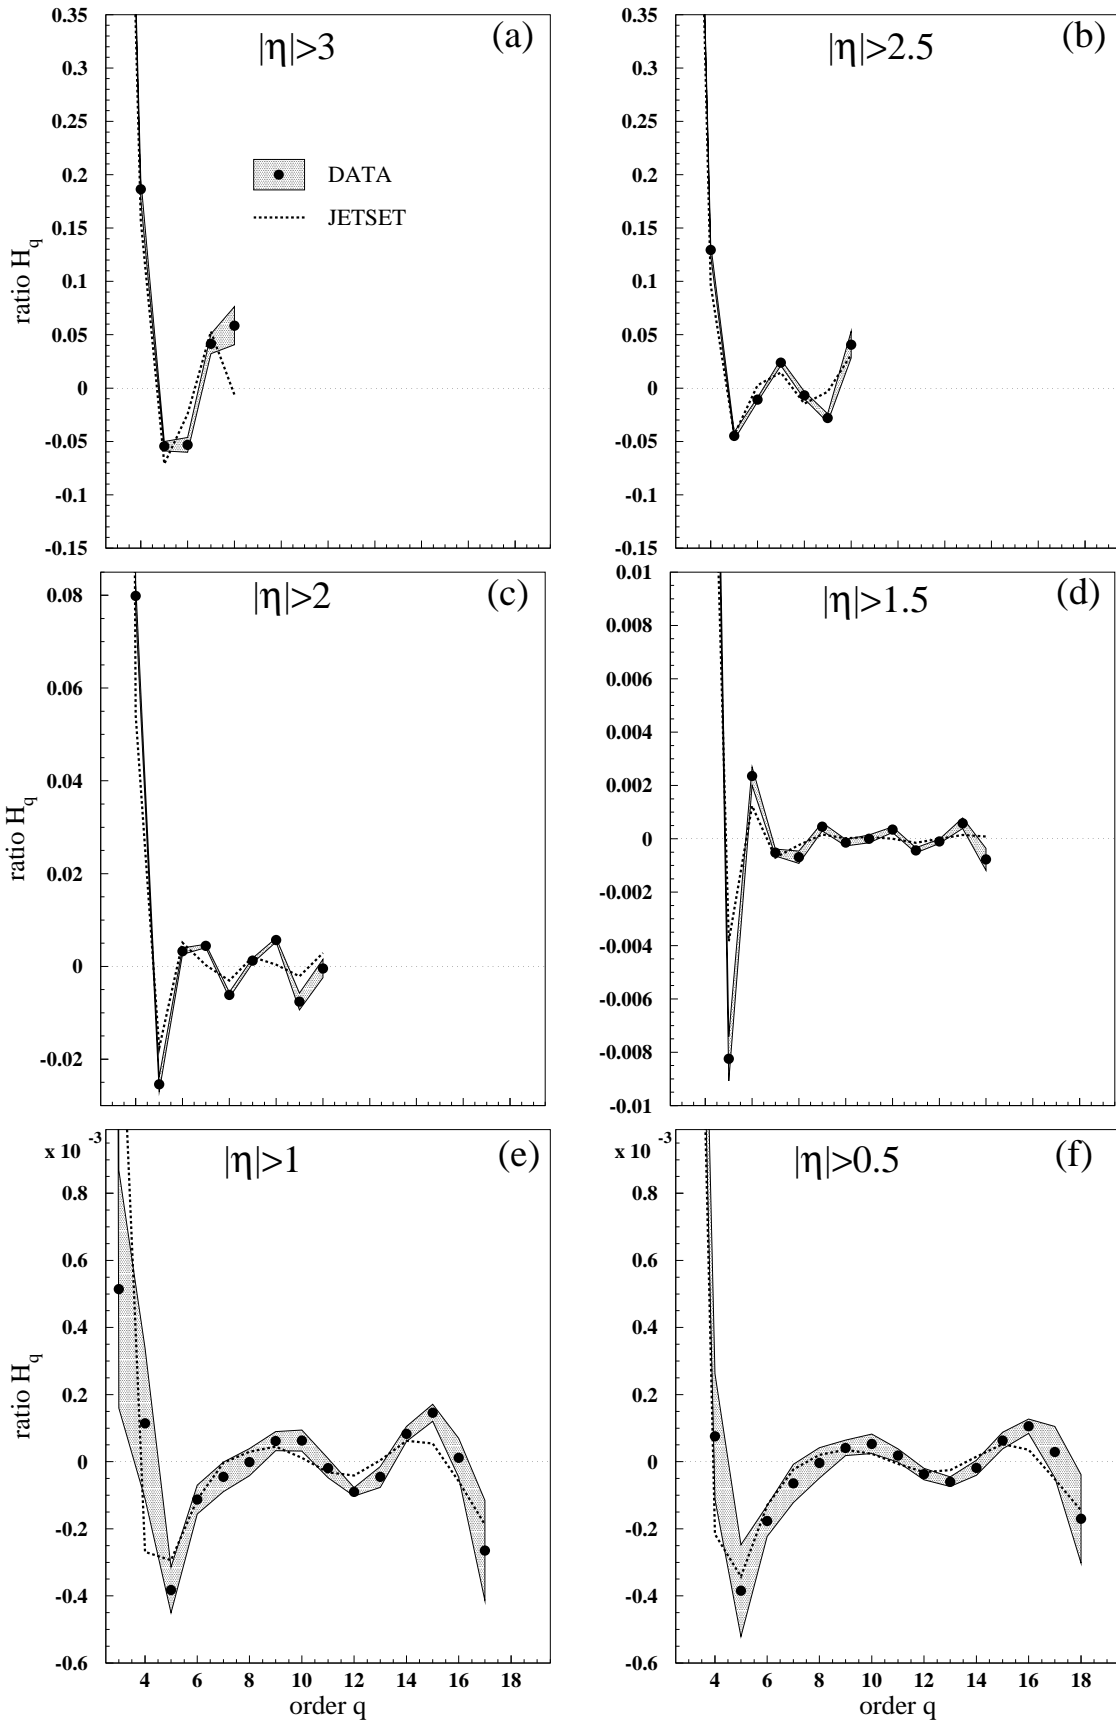 (a)
|η|>3
0.35
0.3
0.25
0.2
0.15
0.1
0.05
0
-0.05
-0.1
-0.15
ratio H_q
DATA
JETSET
(b)
|η|>2.5
0.35
0.3
0.25
0.2
0.15
0.1
0.05
0
-0.05
-0.1
-0.15
(c)
|η|>2
0.08
0.06
0.04
0.02
0
-0.02
ratio H_q
(d)
|η|>1.5
0.01
0.008
0.006
0.004
0.002
0
-0.002
-0.004
-0.006
-0.008
-0.01
(e)
|η|>1
x 10 -3
0.8
0.6
0.4
0.2
0
-0.2
-0.4
-0.6
ratio H_q
4 6 8 10 12 14 16 18
order q
(f)
|η|>0.5
x 10 -3
0.8
0.6
0.4
0.2
0
-0.2
-0.4
-0.6
4 6 8 10 12 14 16 18
order q